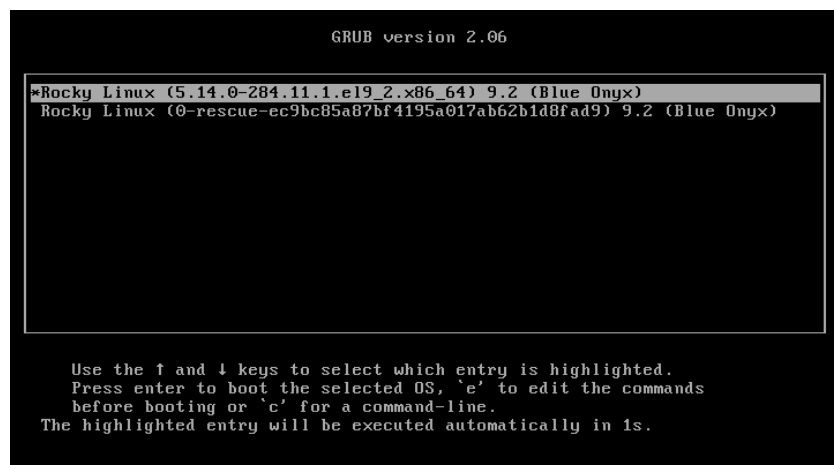 GRUB version 2.06
*Rocky Linux (5.14.0-284.11.1.el9_2.x86_64) 9.2 (Blue Onyx)
Rocky Linux (0-rescue-ec9bc85a87bf4195a017ab62b1d8fad9) 9.2 (Blue Onyx)
Use the ↑ and ↓ keys to select which entry is highlighted.
Press enter to boot the selected OS, `e' to edit the commands
before booting or `c' for a command-line.
The highlighted entry will be executed automatically in 1s.